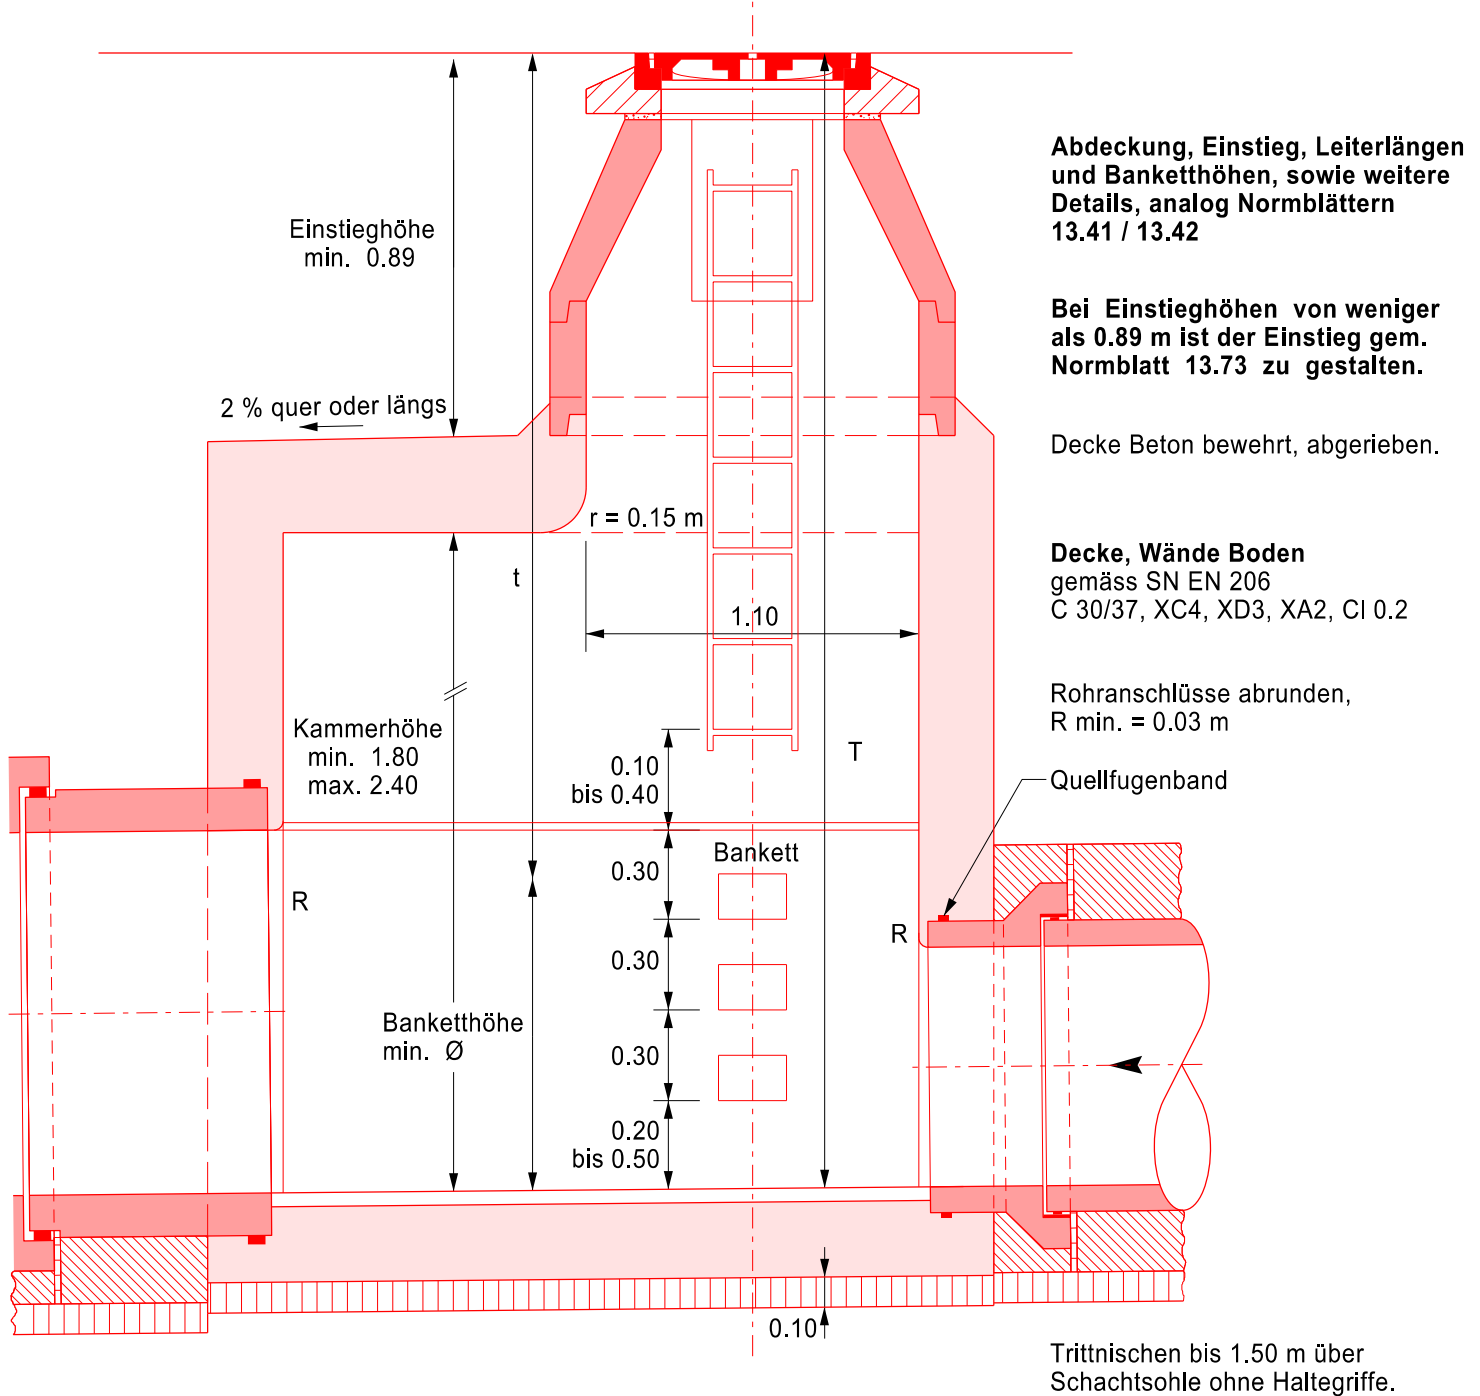 Abdeckung, Einstieg, Leiterlängen
und Banketthöhen, sowie weitere
Details, analog Normblättern
13.41 / 13.42
Einstieghöhe
min. 0.89
Bei Einstieghöhen von weniger
als 0.89 m ist der Einstieg gem.
Normblatt 13.73 zu gestalten.
2 % quer oder längs
Decke Beton bewehrt, abgerieben.
r = 0.15 m
t
Decke, Wände Boden
gemäss SN EN 206
C 30/37, XC4, XD3, XA2, Cl 0.2
1.10
Rohranschlüsse abrunden,
R min. = 0.03 m
Kammerhöhe
min. 1.80
max. 2.40
T
0.10
bis 0.40
Quellfugenband
Bankett
0.30
R
R
0.30
Banketthöhe
min. Ø
0.30
0.20
bis 0.50
0.10
Trittnischen bis 1.50 m über
Schachtsohle ohne Haltegriffe.